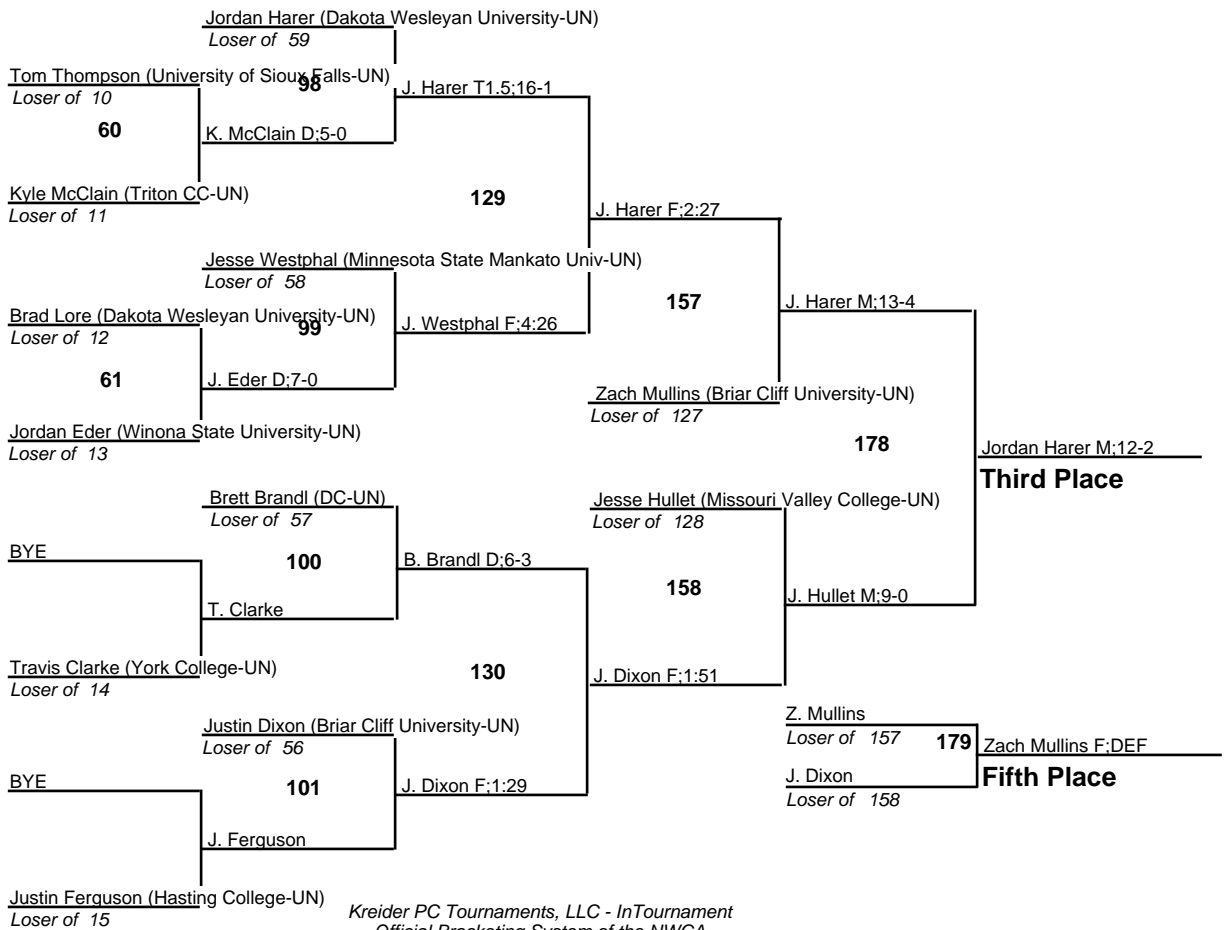 Jordan Harer (Dakota Wesleyan University-UN)
Loser of 59
Tom Thompson (University of Sioux Falls-UN)
Loser of 10
98
J. Harer T1.5;16-1
60
K. McClain D;5-0
Kyle McClain (Triton CC-UN)
Loser of 11
129
J. Harer F;2:27
Jesse Westphal (Minnesota State Mankato Univ-UN)
Loser of 58
157
J. Harer M;13-4
Brad Lore (Dakota Wesleyan University-UN)
Loser of 12
99
J. Westphal F;4:26
61
J. Eder D;7-0
Zach Mullins (Briar Cliff University-UN)
Loser of 127
Jordan Eder (Winona State University-UN)
Loser of 13
178
Jordan Harer M;12-2
Third Place
Brett Brandl (DC-UN)
Loser of 57
Jesse Hullet (Missouri Valley College-UN)
Loser of 128
BYE
100
B. Brandl D;6-3
158
J. Hullet M;9-0
T. Clarke
Travis Clarke (York College-UN)
Loser of 14
130
J. Dixon F;1:51
Justin Dixon (Briar Cliff University-UN)
Loser of 56
Z. Mullins
Loser of 157
179
Zach Mullins F;DEF
Fifth Place
BYE
101
J. Dixon F;1:29
J. Dixon
Loser of 158
J. Ferguson
Justin Ferguson (Hasting College-UN)
Loser of 15
Kreider PC Tournaments, LLC - InTournament
Official Bracketing System of the NWCA